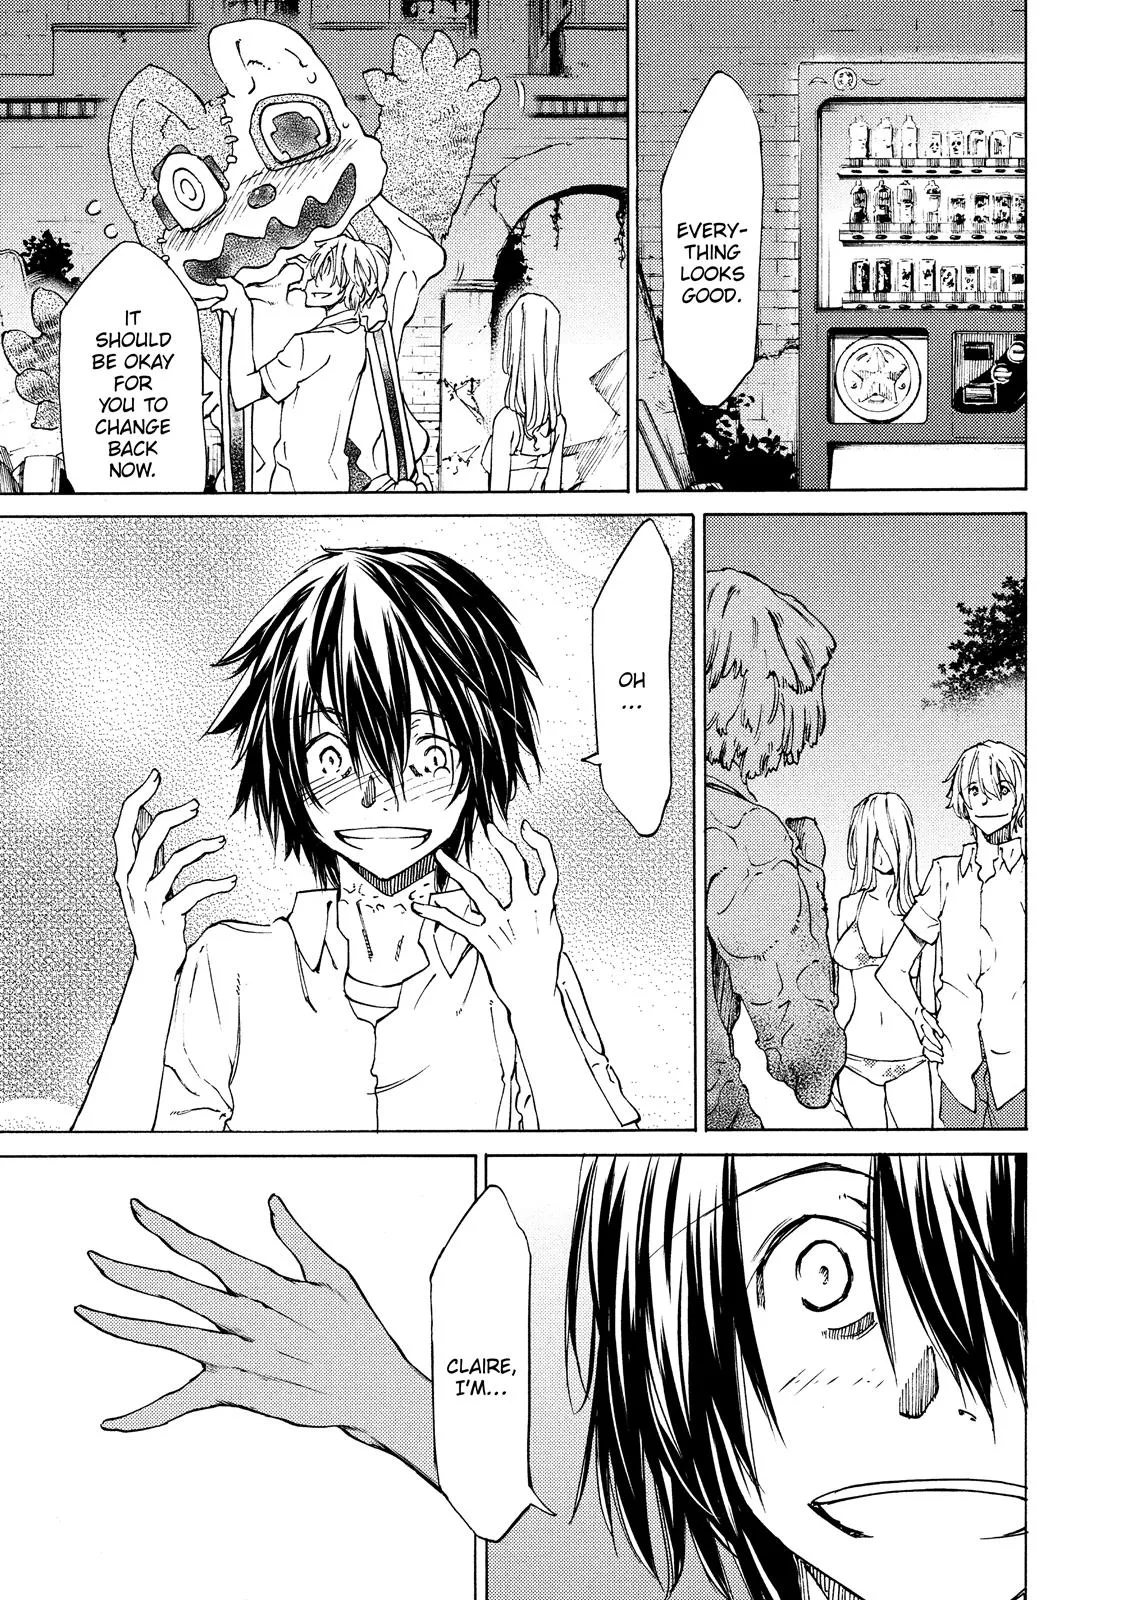 EVERY-
THING
LOOKS
GOOD.
IT
SHOULD
BE OKAY
FOR
YOU TO
CHANGE
BACK
NOW.
OH
...
CLAIRE,
I'M...